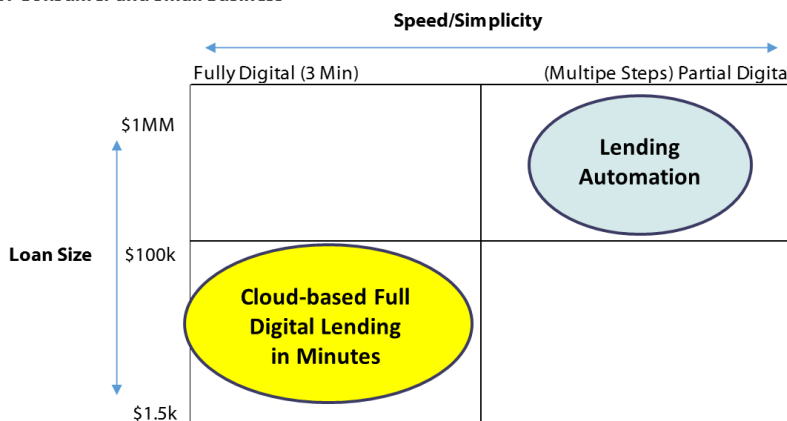 Speed/Simplicity
Fully Digital (3 Min)
(Multipe Steps) Partial Digita
$1MM
Lending
Automation
Loan Size
$100k
Cloud-based Full
Digital Lending
in Minutes
$1.5k